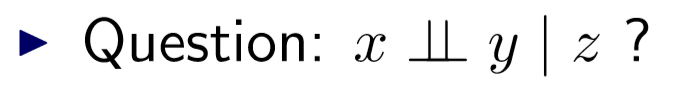 ▶ Question: x ⫫ y | z ?